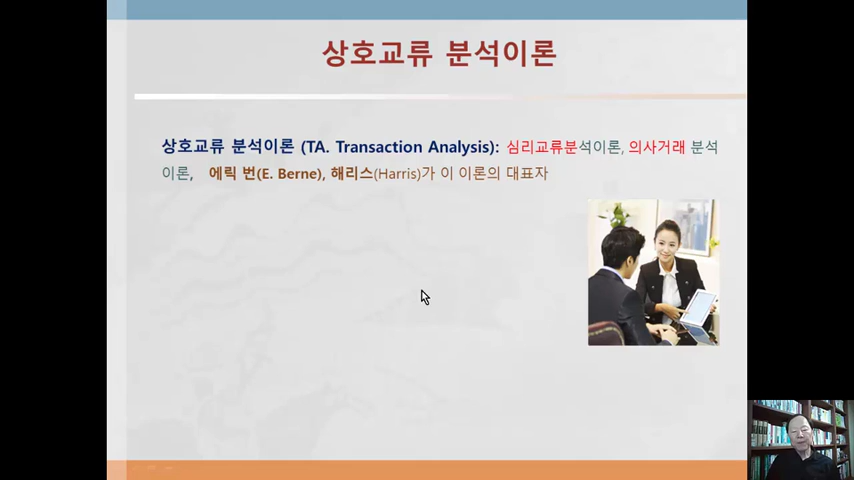 상호교류 분석이론
상호교류 분석이론 (TA. Transaction Analysis): 심리교류분석이론, 의사거래 분석
이론, 에릭 번(E. Berne), 해리스(Harris)가 이 이론의 대표자